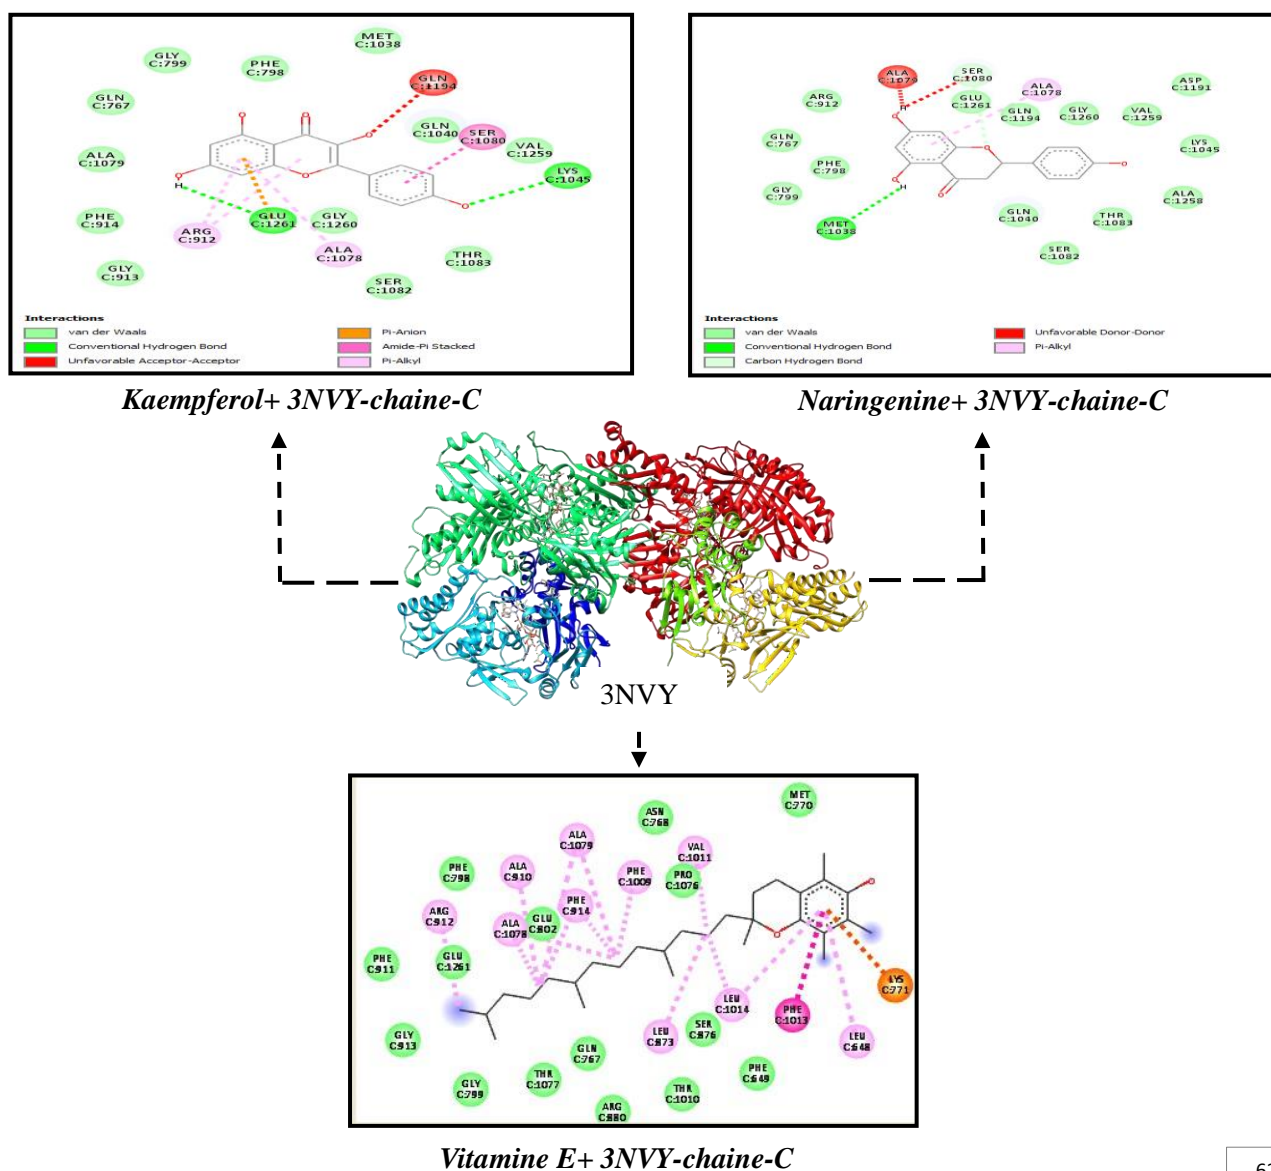 MET
C:1038
GLY
C:799
PHE
C:798
GLN
C:1194
GLN
C:767
GLN
C:1040
SER
C:1080
VAL
C:1259
ALA
C:1079
LYS
C:1045
PHE
C:914
ARG
C:912
GLU
C:1261
GLY
C:1260
ALA
C:1078
THR
C:1083
GLY
C:913
SER
C:1082
O
O
O
O
O
O
H
Interactions
van der Waals
Conventional Hydrogen Bond
Unfavorable Acceptor-Acceptor
Pi-Anion
Amide-Pi Stacked
Pi-Alkyl
ALA
C:1079
SER
C:1080
ALA
C:1078
ASP
C:1191
ARG
C:912
GLU
C:1261
GLN
C:1194
GLY
C:1260
VAL
C:1259
GLN
C:767
PHE
C:798
LYS
C:1045
GLY
C:799
ALA
C:1258
MET
C:1038
GLN
C:1040
THR
C:1083
SER
C:1082
H
O
O
O
O
O
H
Interactions
van der Waals
Conventional Hydrogen Bond
Carbon Hydrogen Bond
Unfavorable Donor-Donor
Pi-Alkyl
Kaempferol+ 3NVY-chaine-C
Naringenine+ 3NVY-chaine-C
3NVY
MET
C:770
ASN
C:768
ALA
C:1079
VAL
C:1011
PHE
C:798
ALA
C:910
PHE
C:1009
PRO
C:1076
ARG
C:912
ALA
C:1078
GLU
C:802
PHE
C:914
PHE
C:911
GLU
C:1261
LYS
C:771
LEU
C:1014
PHE
C:1013
GLY
C:913
LEU
C:873
SER
C:876
LEU
C:648
GLN
C:767
GLY
C:799
THR
C:1077
PHE
C:649
THR
C:1010
ARG
C:880
O
O
Vitamine E+ 3NVY-chaine-C